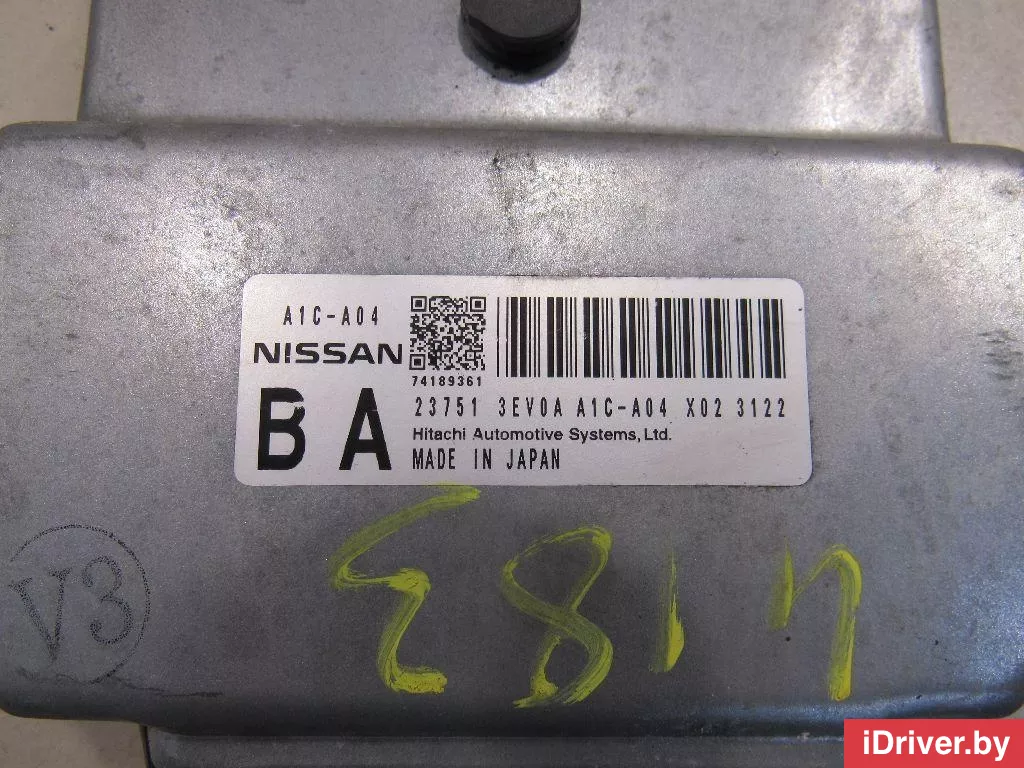 A1C-A04
NISSAN
74189361
BA
23751 3EV0A A1C-A04 X02 3122
Hitachi Automotive Systems, Ltd.
MADE IN JAPAN
V3
iDriver.by